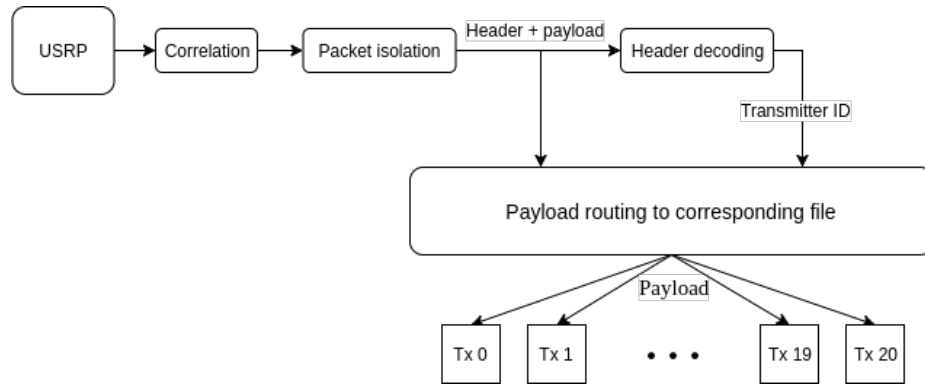 USRP
Correlation
Packet isolation
Header + payload
Header decoding
Transmitter ID
Payload routing to corresponding file
Payload
Tx 0
Tx 1
• • •
Tx 19
Tx 20